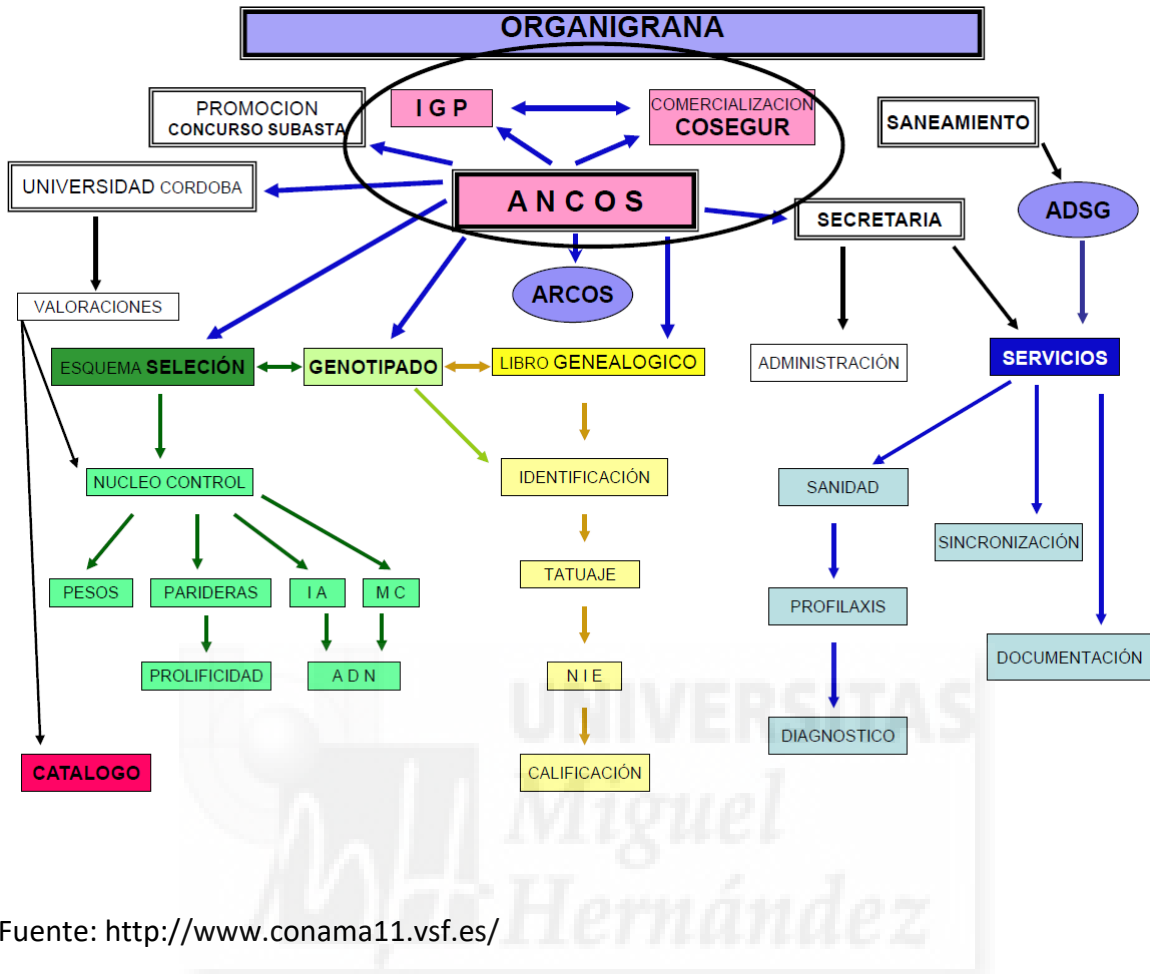 ORGANIGRANA
PROMOCION
CONCURSO SUBASTA
I G P
COMERCIALIZACION
COSEGUR
SANEAMIENTO
UNIVERSIDAD CORDOBA
A N C O S
SECRETARIA
ADSG
VALORACIONES
ARCOS
ESQUEMA SELECIÓN
GENOTIPADO
LIBRO GENEALOGICO
ADMINISTRACIÓN
SERVICIOS
NUCLEO CONTROL
IDENTIFICACIÓN
SANIDAD
SINCRONIZACIÓN
PESOS
PARIDERAS
I A
M C
TATUAJE
PROFILAXIS
DOCUMENTACIÓN
PROLIFICIDAD
A D N
N I E
DIAGNOSTICO
CATALOGO
CALIFICACIÓN
UNIVERSITAS
Miguel
Hernández
Fuente: http://www.conama11.vsf.es/